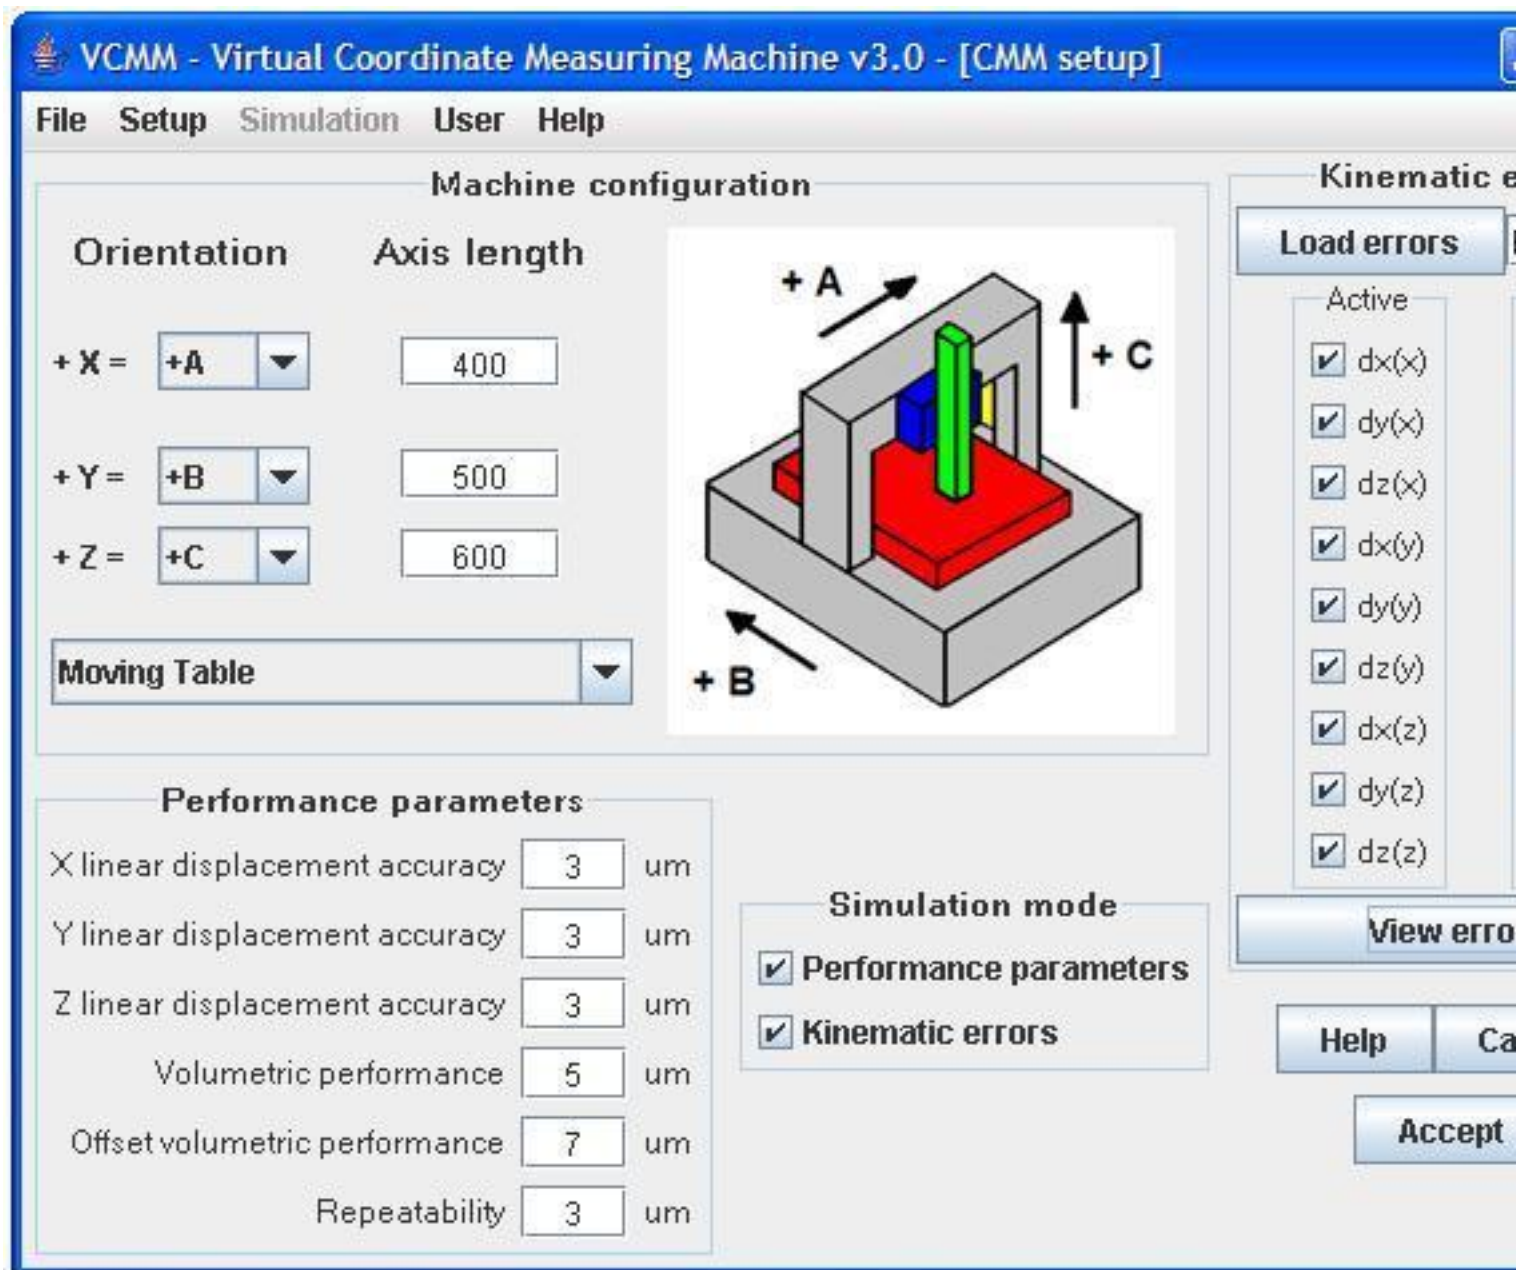 VCMM - Virtual Coordinate Measuring Machine v3.0 - [CMM setup]
File Setup Simulation User Help
Machine configuration
Orientation Axis length
+ X = +A 400
+ Y = +B 500
+ Z = +C 600
Moving Table
+ A
+ C
+ B
Kinematic
Load errors
Active
dx(x)
dy(x)
dz(x)
dx(y)
dy(y)
dz(y)
dx(z)
dy(z)
dz(z)
View erro
Performance parameters
X linear displacement accuracy 3 um
Y linear displacement accuracy 3 um
Z linear displacement accuracy 3 um
Volumetric performance 5 um
Offset volumetric performance 7 um
Repeatability 3 um
Simulation mode
Performance parameters
Kinematic errors
Help Ca
Accept